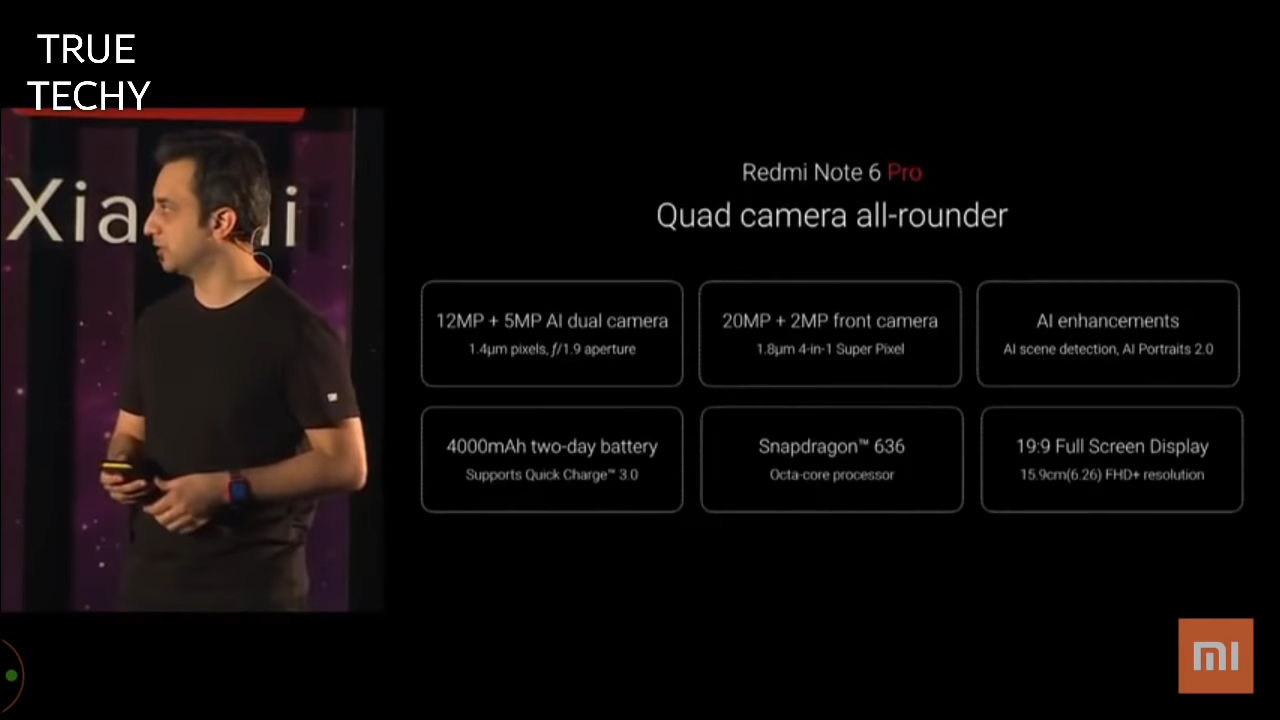 TRUE
TECHY
Xia
i
Redmi Note 6 Pro
Quad camera all-rounder
12MP + 5MP AI dual camera
1.4μm pixels, ƒ/1.9 aperture
20MP + 2MP front camera
1.8μm 4-in-1 Super Pixel
AI enhancements
AI scene detection, AI Portraits 2.0
4000mAh two-day battery
Supports Quick Charge™ 3.0
Snapdragon™ 636
Octa-core processor
19:9 Full Screen Display
15.9cm(6.26) FHD+ resolution
MI